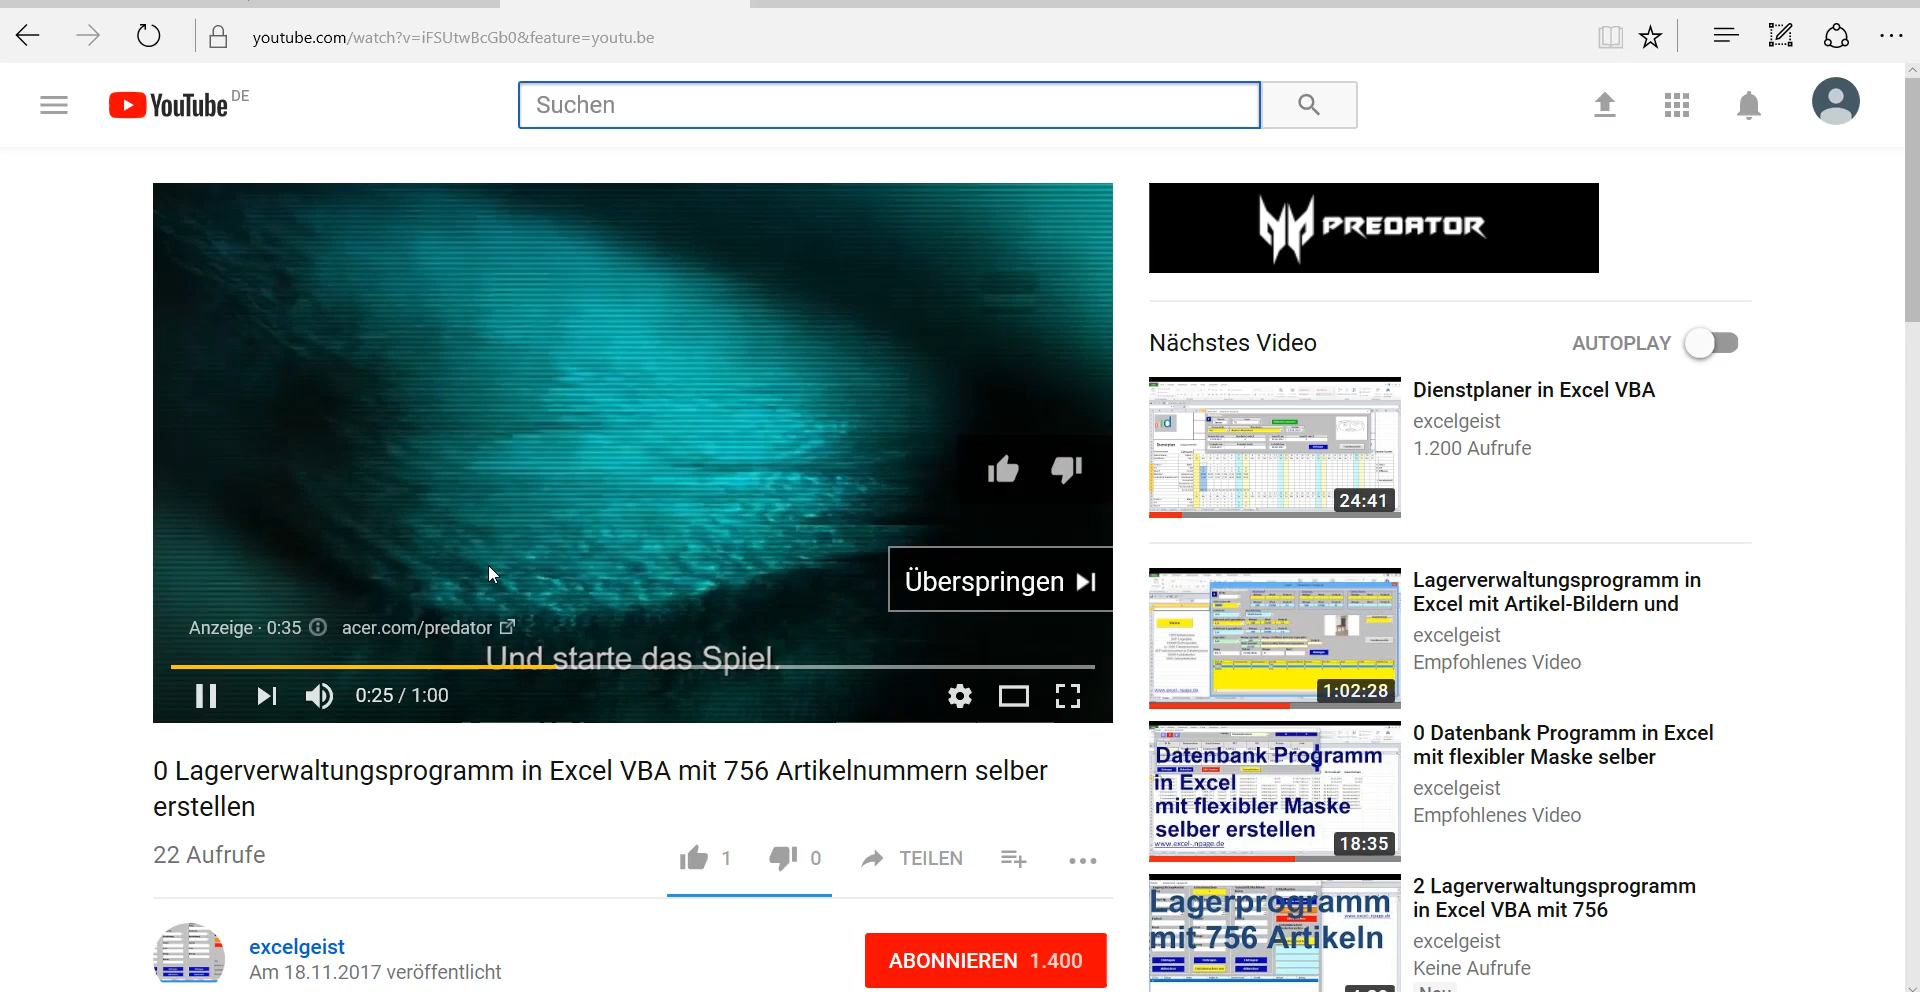 youtube.com/watch?v=iFSUtwBcGb0&feature=youtu.be
YouTube DE
Suchen
PREDATOR
Überspringen
Anzeige · 0:35 acer.com/predator
Und starte das Spiel.
0:25 / 1:00
0 Lagerverwaltungsprogramm in Excel VBA mit 756 Artikelnummern selber
erstellen
22 Aufrufe
1 0 TEILEN
excelgeist
Am 18.11.2017 veröffentlicht
ABONNIEREN 1.400
Nächstes Video AUTOPLAY
24:41
Dienstplaner in Excel VBA
excelgeist
1.200 Aufrufe
1:02:28
Lagerverwaltungsprogramm in
Excel mit Artikel-Bildern und
excelgeist
Empfohlenes Video
Datenbank Programm
in Excel
mit flexibler Maske
selber erstellen
18:35
0 Datenbank Programm in Excel
mit flexibler Maske selber
excelgeist
Empfohlenes Video
Lagerprogramm
mit 756 Artikeln
2 Lagerverwaltungsprogramm
in Excel VBA mit 756
excelgeist
Keine Aufrufe